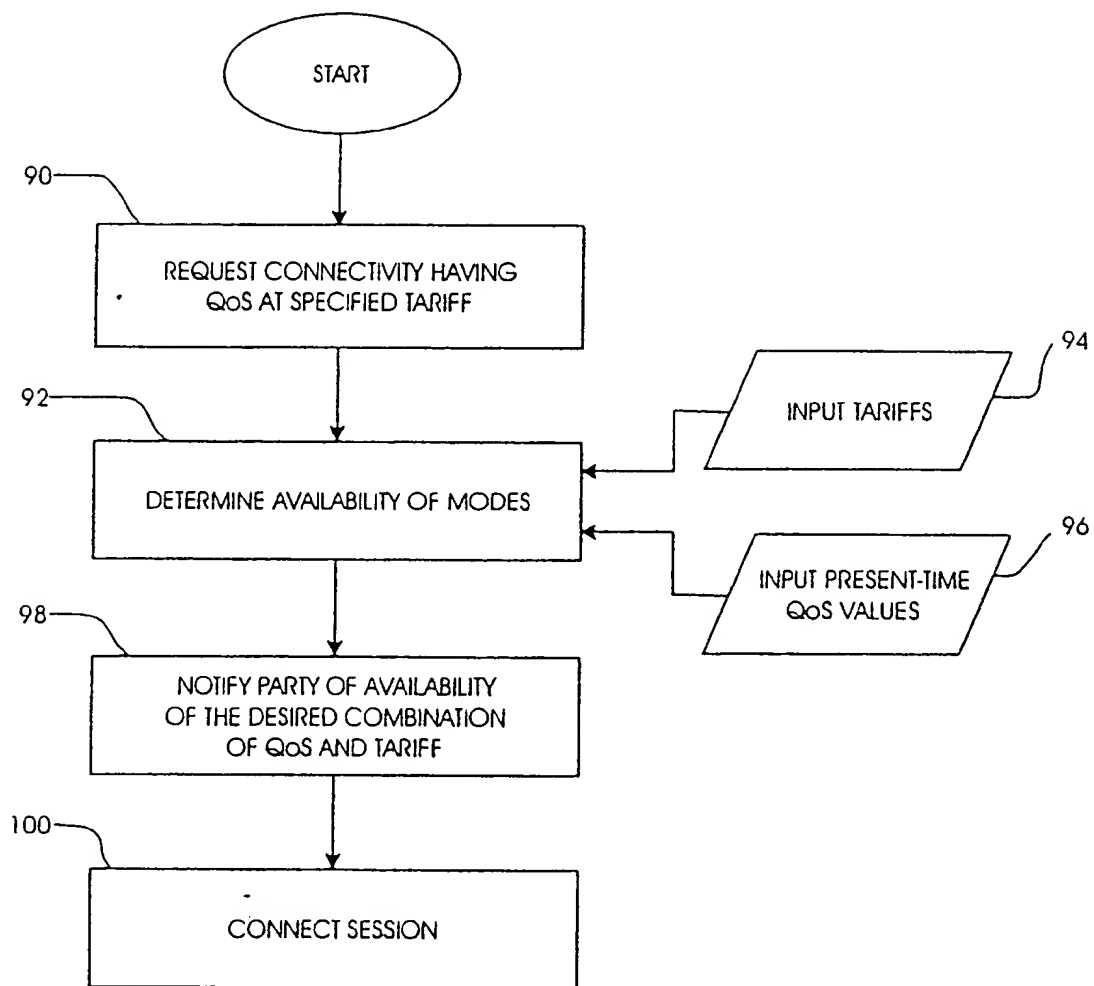 START
90
REQUEST CONNECTIVITY HAVING
QoS AT SPECIFIED TARIFF
92
94
INPUT TARIFFS
DETERMINE AVAILABILITY OF MODES
96
INPUT PRESENT-TIME
QoS VALUES
98
NOTIFY PARTY OF AVAILABILITY
OF THE DESIRED COMBINATION
OF QoS AND TARIFF
100
CONNECT SESSION